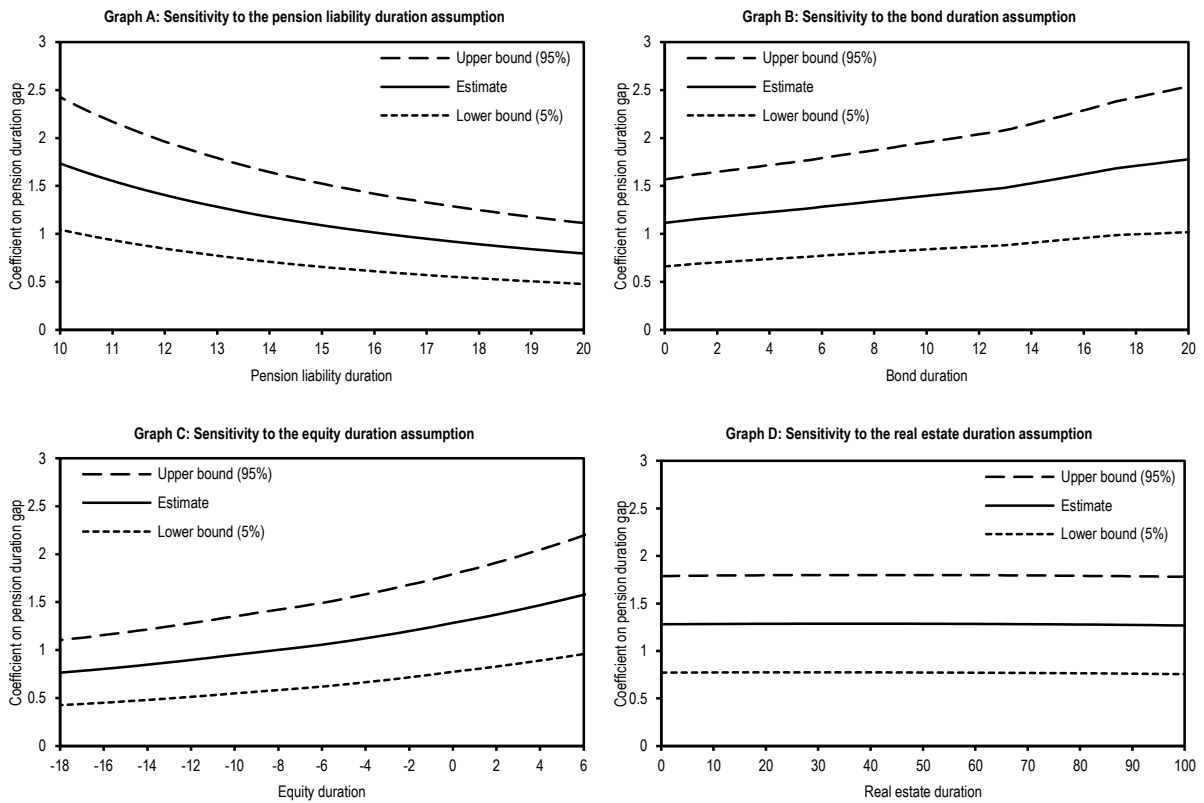 Graph A: Sensitivity to the pension liability duration assumption
3
2.5
2
1.5
1
0.5
0
Coefficient on pension duration gap
Upper bound (95%)
Estimate
Lower bound (5%)
10 11 12 13 14 15 16 17 18 19 20
Pension liability duration
Graph B: Sensitivity to the bond duration assumption
3
2.5
2
1.5
1
0.5
0
Coefficient on pension duration gap
Upper bound (95%)
Estimate
Lower bound (5%)
0 2 4 6 8 10 12 14 16 18 20
Bond duration
Graph C: Sensitivity to the equity duration assumption
3
2.5
2
1.5
1
0.5
0
Coefficient on pension duration gap
Upper bound (95%)
Estimate
Lower bound (5%)
-18 -16 -14 -12 -10 -8 -6 -4 -2 0 2 4 6
Equity duration
Graph D: Sensitivity to the real estate duration assumption
3
2.5
2
1.5
1
0.5
0
Coefficient on pension duration gap
Upper bound (95%)
Estimate
Lower bound (5%)
0 10 20 30 40 50 60 70 80 90 100
Real estate duration